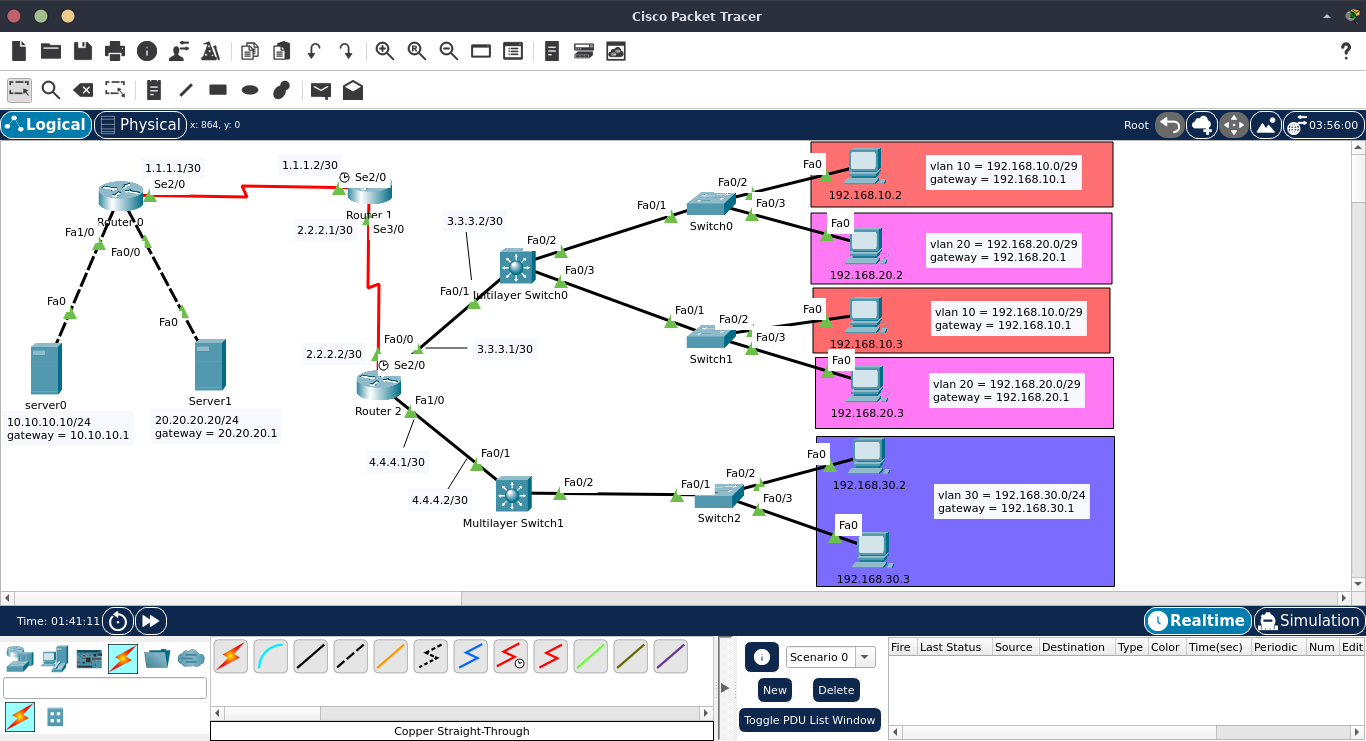 Cisco Packet Tracer
Logical
Physical
x: 864, y: 0
Root
03:56:00
1.1.1.1/30
Se2/0
1.1.1.2/30
Se2/0
Router 0
Router 1
Fa1/0
Fa0/0
2.2.2.1/30
Se3/0
3.3.3.2/30
Fa0
Fa0
server0
Server1
10.10.10.10/24
gateway = 10.10.10.1
20.20.20.20/24
gateway = 20.20.20.1
Fa0/1
Fa0/2
Fa0/3
ultilayer Switch0
Fa0/0
3.3.3.1/30
2.2.2.2/30
Se2/0
Router 2
Fa1/0
4.4.4.1/30
4.4.4.2/30
Fa0/1
Fa0/2
Multilayer Switch1
Fa0/1
Fa0/2
Fa0/3
Switch0
Fa0/1
Fa0/2
Fa0/3
Switch1
Fa0/1
Fa0/2
Fa0/3
Switch2
Fa0
192.168.10.2
vlan 10 = 192.168.10.0/29
gateway = 192.168.10.1
Fa0
192.168.20.2
vlan 20 = 192.168.20.0/29
gateway = 192.168.20.1
Fa0
192.168.10.3
vlan 10 = 192.168.10.0/29
gateway = 192.168.10.1
Fa0
192.168.20.3
vlan 20 = 192.168.20.0/29
gateway = 192.168.20.1
Fa0
192.168.30.2
vlan 30 = 192.168.30.0/24
gateway = 192.168.30.1
Fa0
192.168.30.3
Time: 01:41:11
Realtime
Simulation
Scenario 0
New
Delete
Toggle PDU List Window
Fire Last Status Source Destination Type Color Time(sec) Periodic Num Edit
Copper Straight-Through